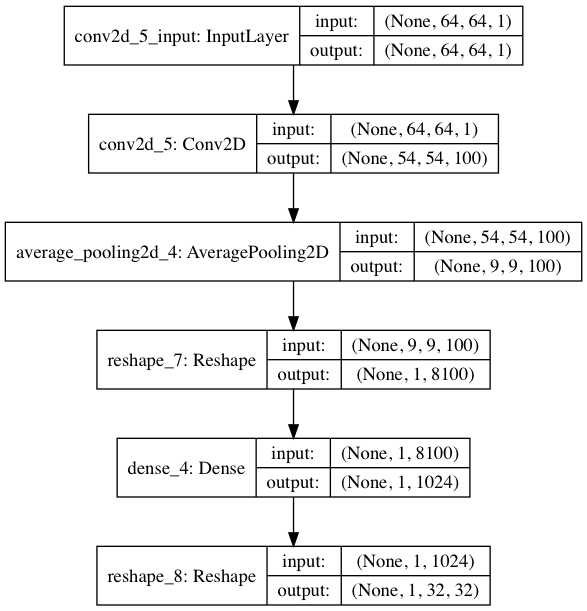 conv2d_5_input: InputLayer
input: (None, 64, 64, 1)
output: (None, 64, 64, 1)
conv2d_5: Conv2D
input: (None, 64, 64, 1)
output: (None, 54, 54, 100)
average_pooling2d_4: AveragePooling2D
input: (None, 54, 54, 100)
output: (None, 9, 9, 100)
reshape_7: Reshape
input: (None, 9, 9, 100)
output: (None, 1, 8100)
dense_4: Dense
input: (None, 1, 8100)
output: (None, 1, 1024)
reshape_8: Reshape
input: (None, 1, 1024)
output: (None, 1, 32, 32)